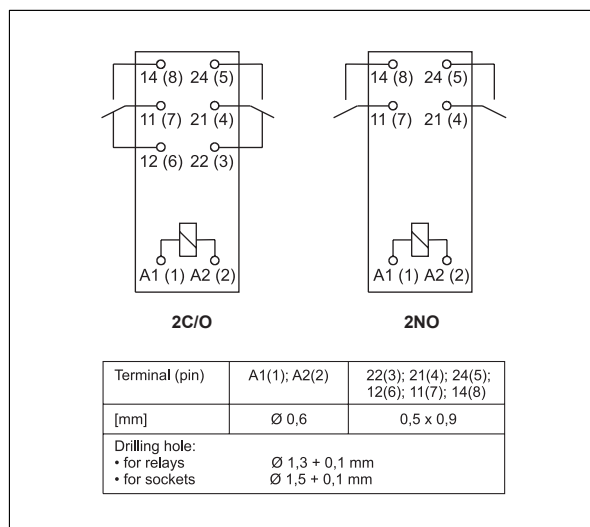 14 (8) 24 (5)
11 (7) 21 (4)
12 (6) 22 (3)
A1 (1) A2 (2)
2C/O
14 (8) 24 (5)
11 (7) 21 (4)
A1 (1) A2 (2)
2NO
Terminal (pin) A1(1); A2(2) 22(3); 21(4); 24(5);
12(6); 11(7); 14(8)
[mm] Ø 0,6 0,5 x 0,9
Drilling hole:
• for relays Ø 1,3 + 0,1 mm
• for sockets Ø 1,5 + 0,1 mm